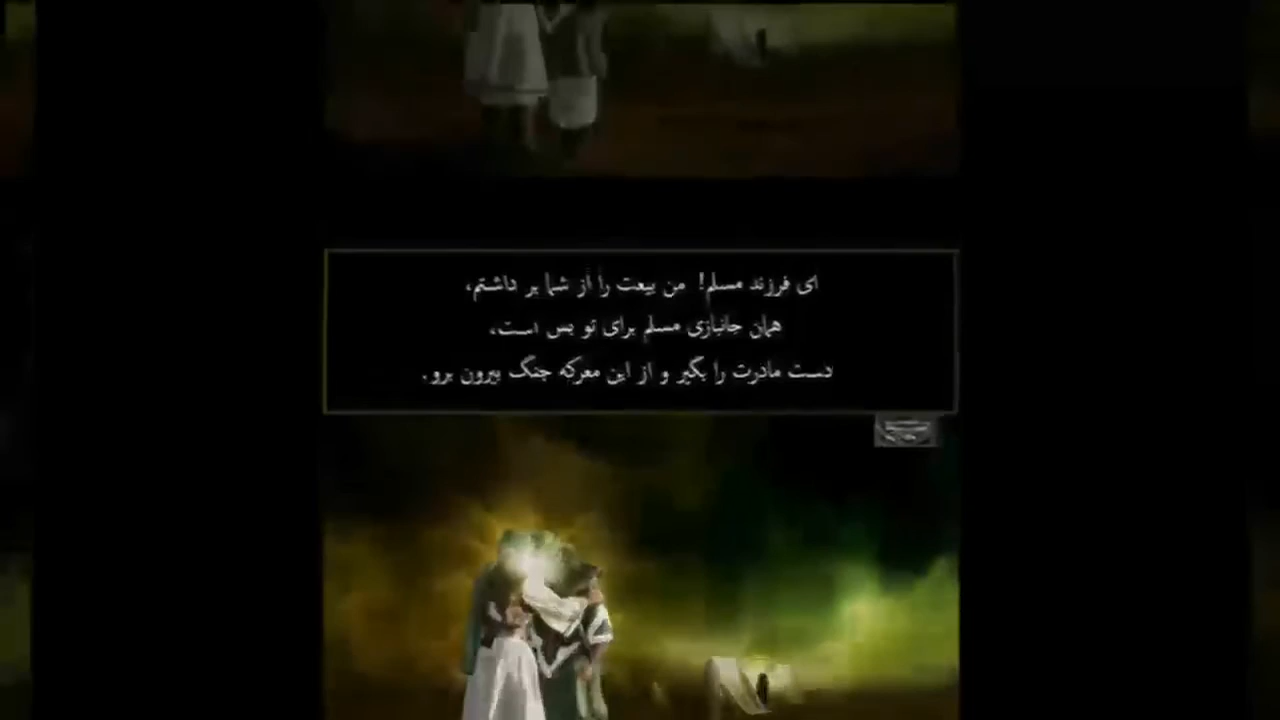 ای فرزند مسلم! من بیعت را از شما بر داشتم،
همان جانبازی مسلم برای تو بس است،
دست مادرت را بگیر و از این معرکه جنگ بیرون برو.